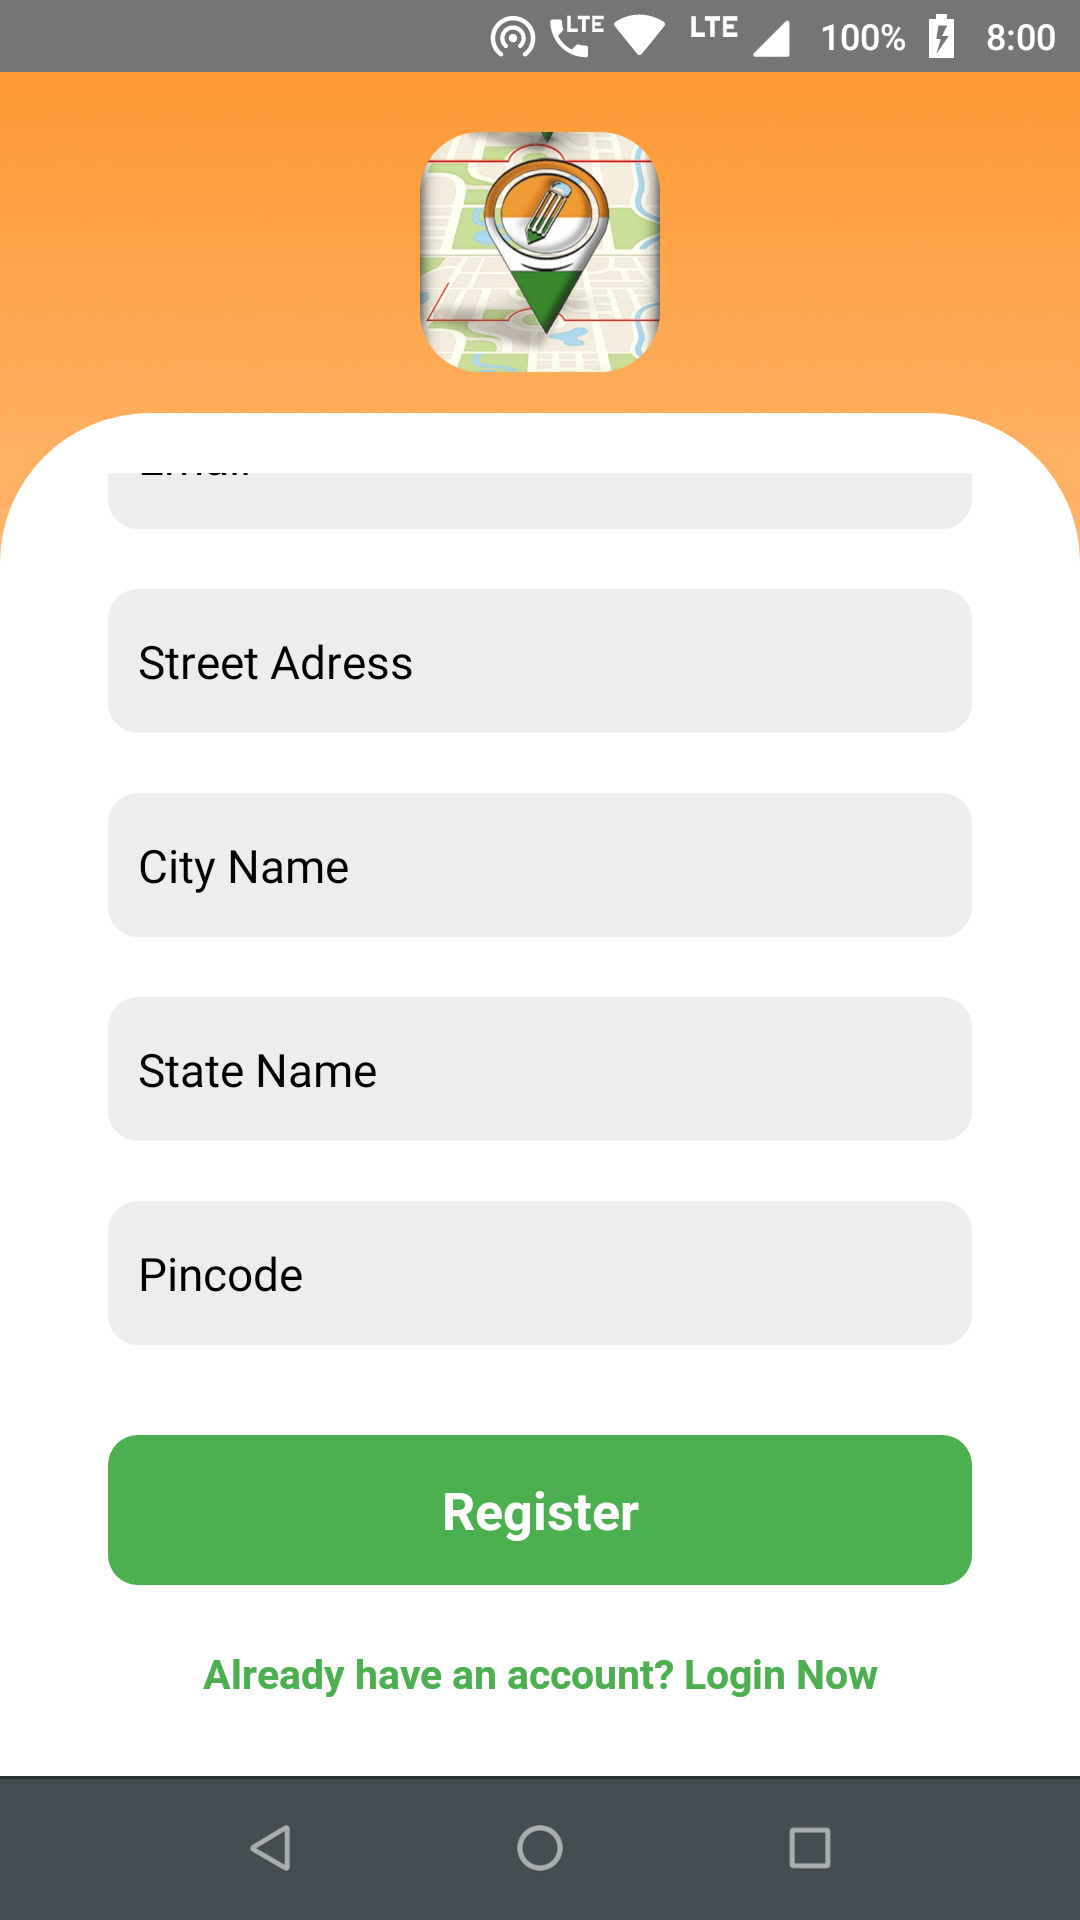 LTE LTE 100% 8:00
Email
Street Adress
City Name
State Name
Pincode
Register
Already have an account? Login Now